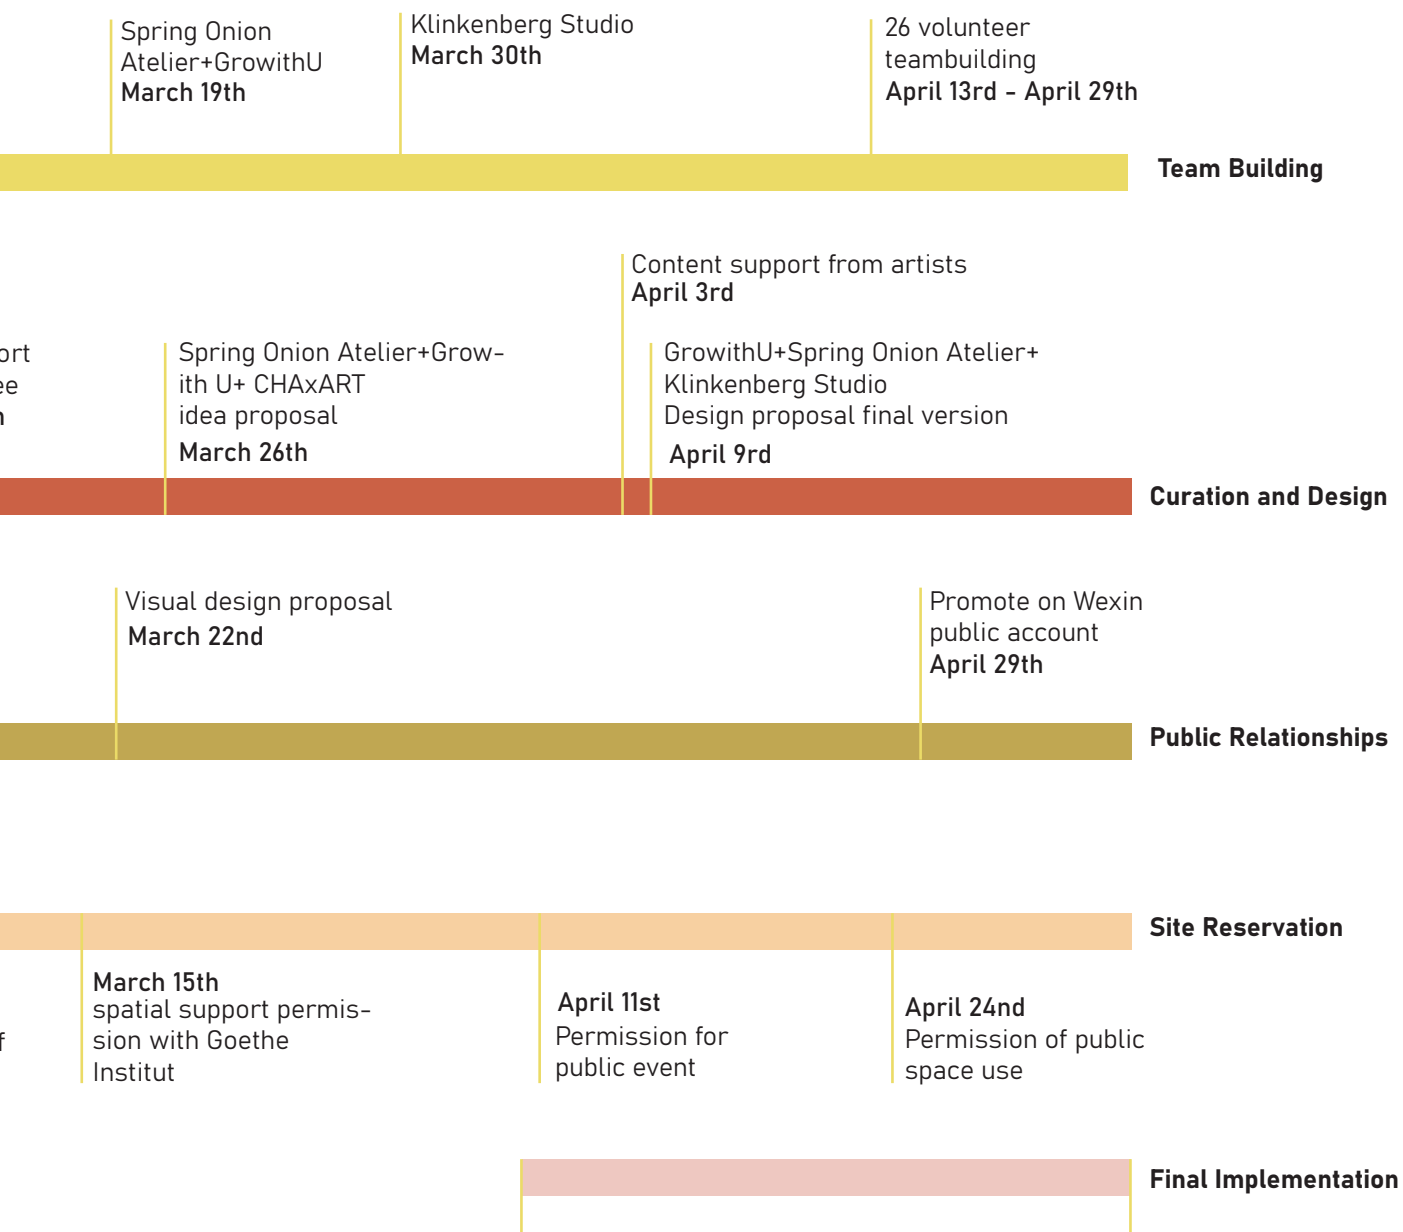 Spring Onion
Atelier+GrowithU
March 19th
Klinkenberg Studio
March 30th
26 volunteer
teambuilding
April 13rd - April 29th
Team Building
Content support from artists
April 3rd
ort
ee
Spring Onion Atelier+Grow-
ith U+ CHAxART
idea proposal
March 26th
GrowithU+Spring Onion Atelier+
Klinkenberg Studio
Design proposal final version
April 9rd
Curation and Design
Visual design proposal
March 22nd
Promote on Wexin
public account
April 29th
Public Relationships
Site Reservation
f
March 15th
spatial support permis-
sion with Goethe
Institut
April 11st
Permission for
public event
April 24nd
Permission of public
space use
Final Implementation